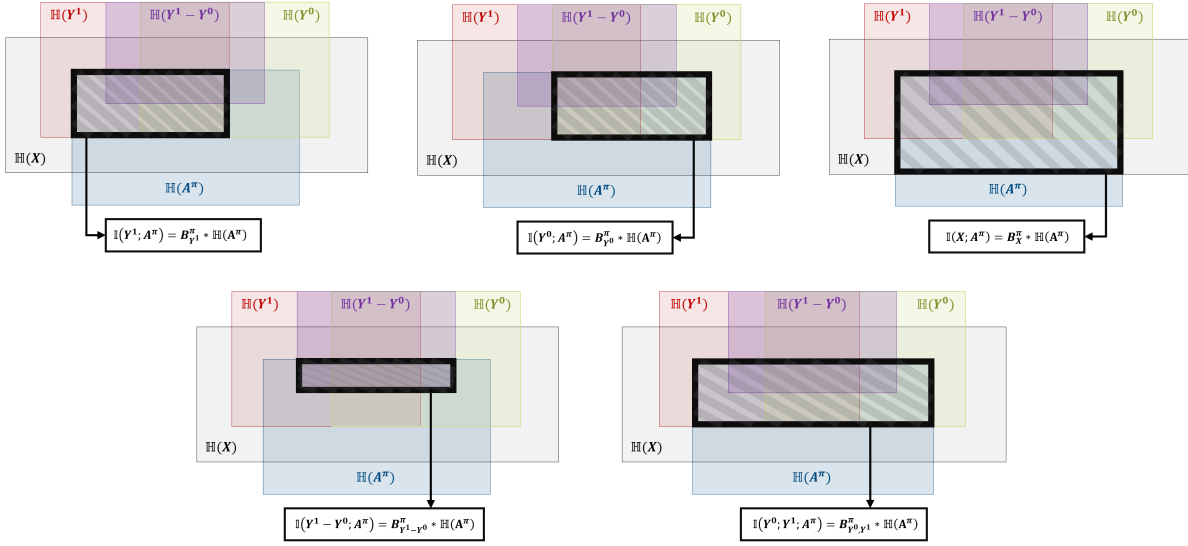 ℍ(Y¹) ℍ(Y¹ − Y⁰) ℍ(Y⁰)
ℍ(X)
ℍ(A^π)
𝕀(Y¹; A^π) = B^π_{Y¹} * ℍ(A^π)
ℍ(Y¹) ℍ(Y¹ − Y⁰) ℍ(Y⁰)
ℍ(X)
ℍ(A^π)
𝕀(Y⁰; A^π) = B^π_{Y⁰} * ℍ(A^π)
ℍ(Y¹) ℍ(Y¹ − Y⁰) ℍ(Y⁰)
ℍ(X)
ℍ(A^π)
𝕀(X; A^π) = B^π_X * ℍ(A^π)
ℍ(Y¹) ℍ(Y¹ − Y⁰) ℍ(Y⁰)
ℍ(X)
ℍ(A^π)
𝕀(Y¹ − Y⁰; A^π) = B^π_{Y¹−Y⁰} * ℍ(A^π)
ℍ(Y¹) ℍ(Y¹ − Y⁰) ℍ(Y⁰)
ℍ(X)
ℍ(A^π)
𝕀(Y⁰; Y¹; A^π) = B^π_{Y⁰,Y¹} * ℍ(A^π)